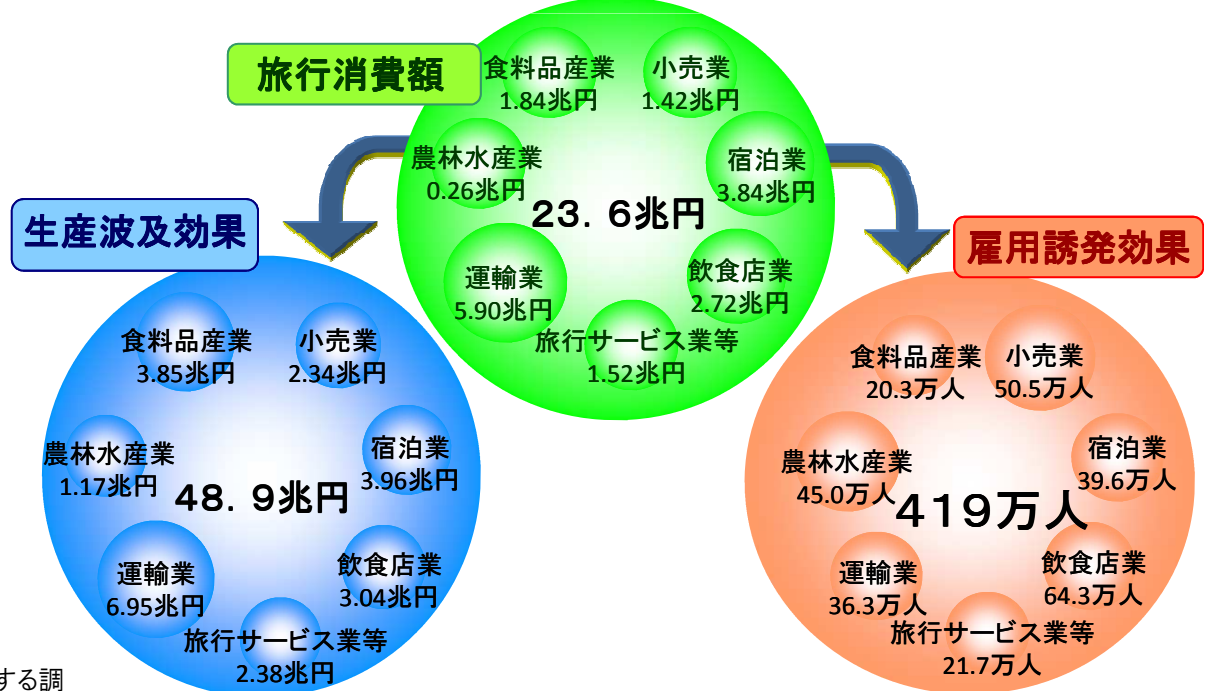 旅行消費額
食料品産業
1.84兆円
小売業
1.42兆円
農林水産業
0.26兆円
宿泊業
3.84兆円
23．6兆円
運輸業
5.90兆円
飲食店業
2.72兆円
旅行サービス業等
1.52兆円
生産波及効果
食料品産業
3.85兆円
小売業
2.34兆円
農林水産業
1.17兆円
宿泊業
3.96兆円
48．9兆円
運輸業
6.95兆円
飲食店業
3.04兆円
旅行サービス業等
2.38兆円
雇用誘発効果
食料品産業
20.3万人
小売業
50.5万人
農林水産業
45.0万人
宿泊業
39.6万人
419万人
運輸業
36.3万人
飲食店業
64.3万人
旅行サービス業等
21.7万人
する調